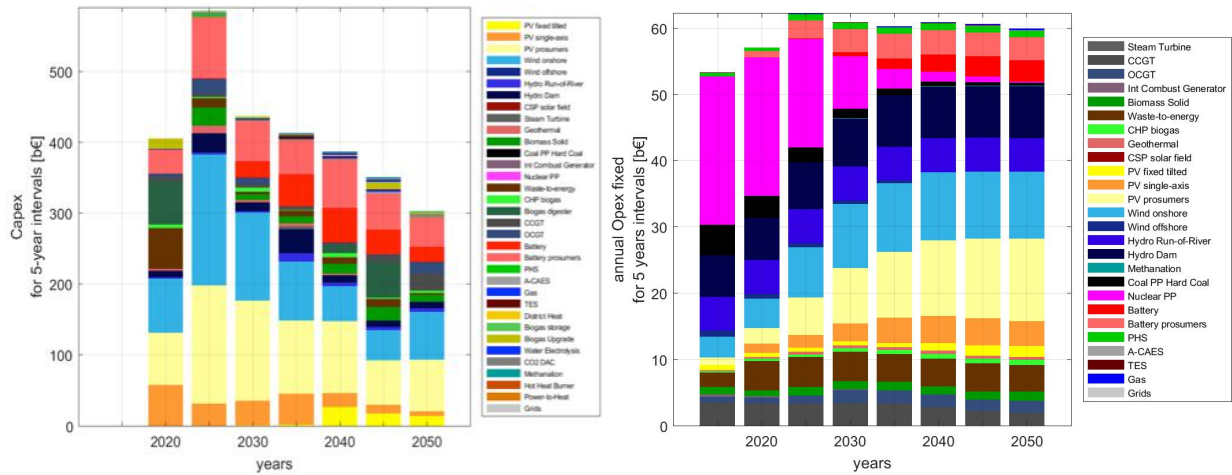 Capex
for 5-year intervals [b€]
500
400
300
200
100
0
2020
2030
2040
2050
years
PV fixed tilted
PV single-axis
PV prosumers
Wind onshore
Wind offshore
Hydro Run-of-River
Hydro Dam
CSP solar field
Steam Turbine
Geothermal
Biomass Solid
Coal PP Hard Coal
Int Combust Generator
Nuclear PP
Waste-to-energy
CHP biogas
Biogas digester
CCGT
OCGT
Battery
Battery prosumers
PHS
A-CAES
Gas
TES
District Heat
Biogas storage
Biogas Upgrade
Water Electrolysis
CO2 DAC
Methanation
Hot Heat Burner
Power-to-Heat
Grids
annual Opex fixed
for 5 years intervals [b€]
60
50
40
30
20
10
0
2020
2030
2040
2050
years
Steam Turbine
CCGT
OCGT
Int Combust Generator
Biomass Solid
Waste-to-energy
CHP biogas
Geothermal
CSP solar field
PV fixed tilted
PV single-axis
PV prosumers
Wind onshore
Wind offshore
Hydro Run-of-River
Hydro Dam
Methanation
Coal PP Hard Coal
Nuclear PP
Battery
Battery prosumers
PHS
A-CAES
TES
Gas
Grids